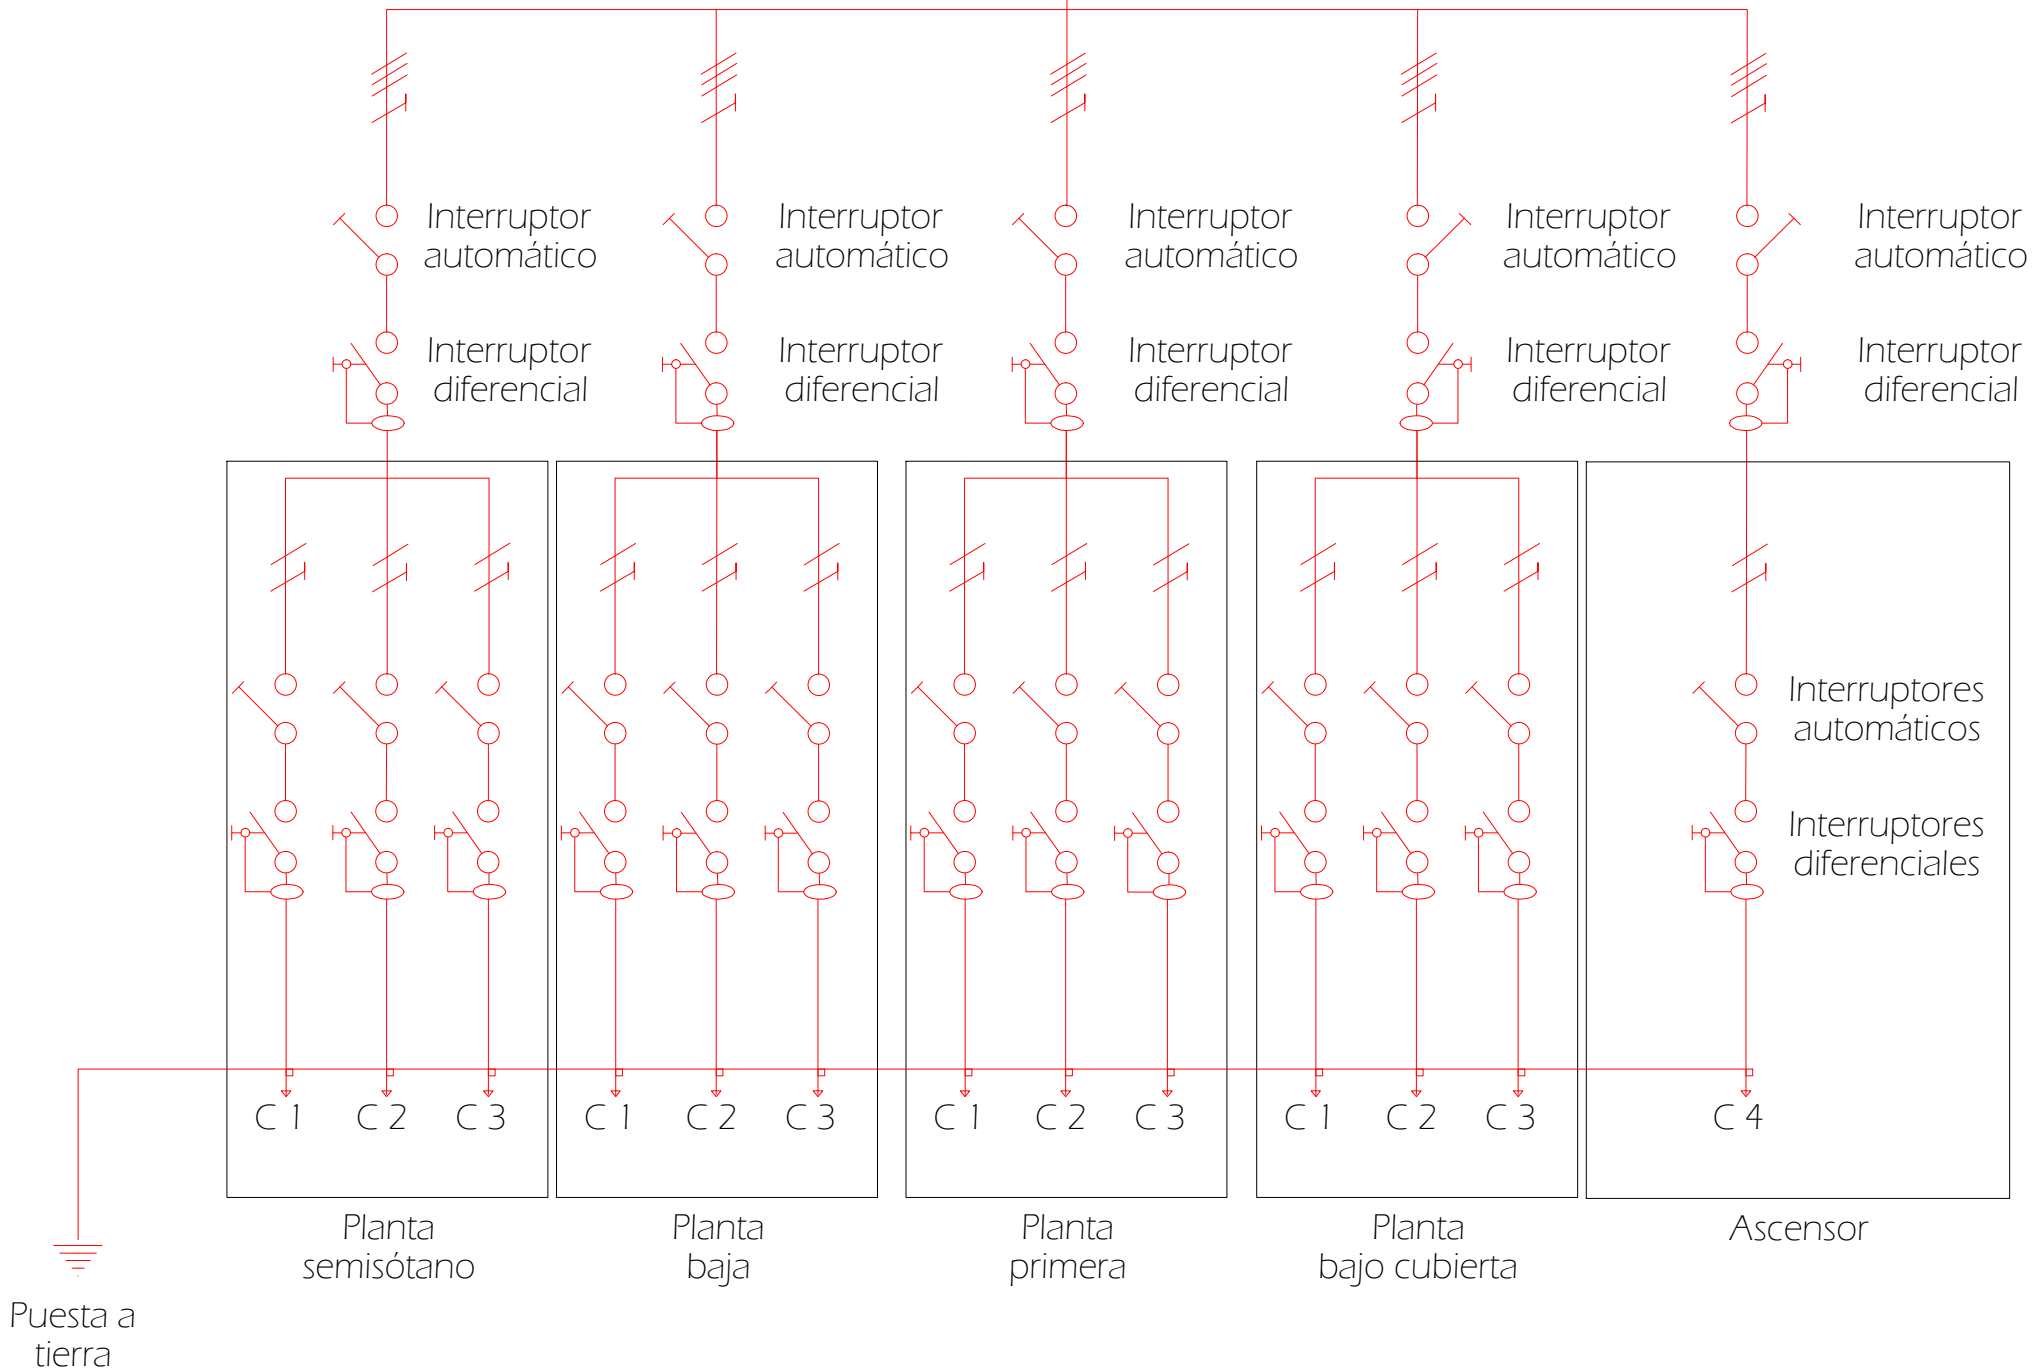 Interruptor
automático
Interruptor
automático
Interruptor
automático
Interruptor
automático
Interruptor
automático
Interruptor
diferencial
Interruptor
diferencial
Interruptor
diferencial
Interruptor
diferencial
Interruptor
diferencial
Interruptores
automáticos
Interruptores
diferenciales
C 1
C 2
C 3
C 1
C 2
C 3
C 1
C 2
C 3
C 1
C 2
C 3
C 4
Planta
semisótano
Planta
baja
Planta
primera
Planta
bajo cubierta
Ascensor
Puesta a
tierra